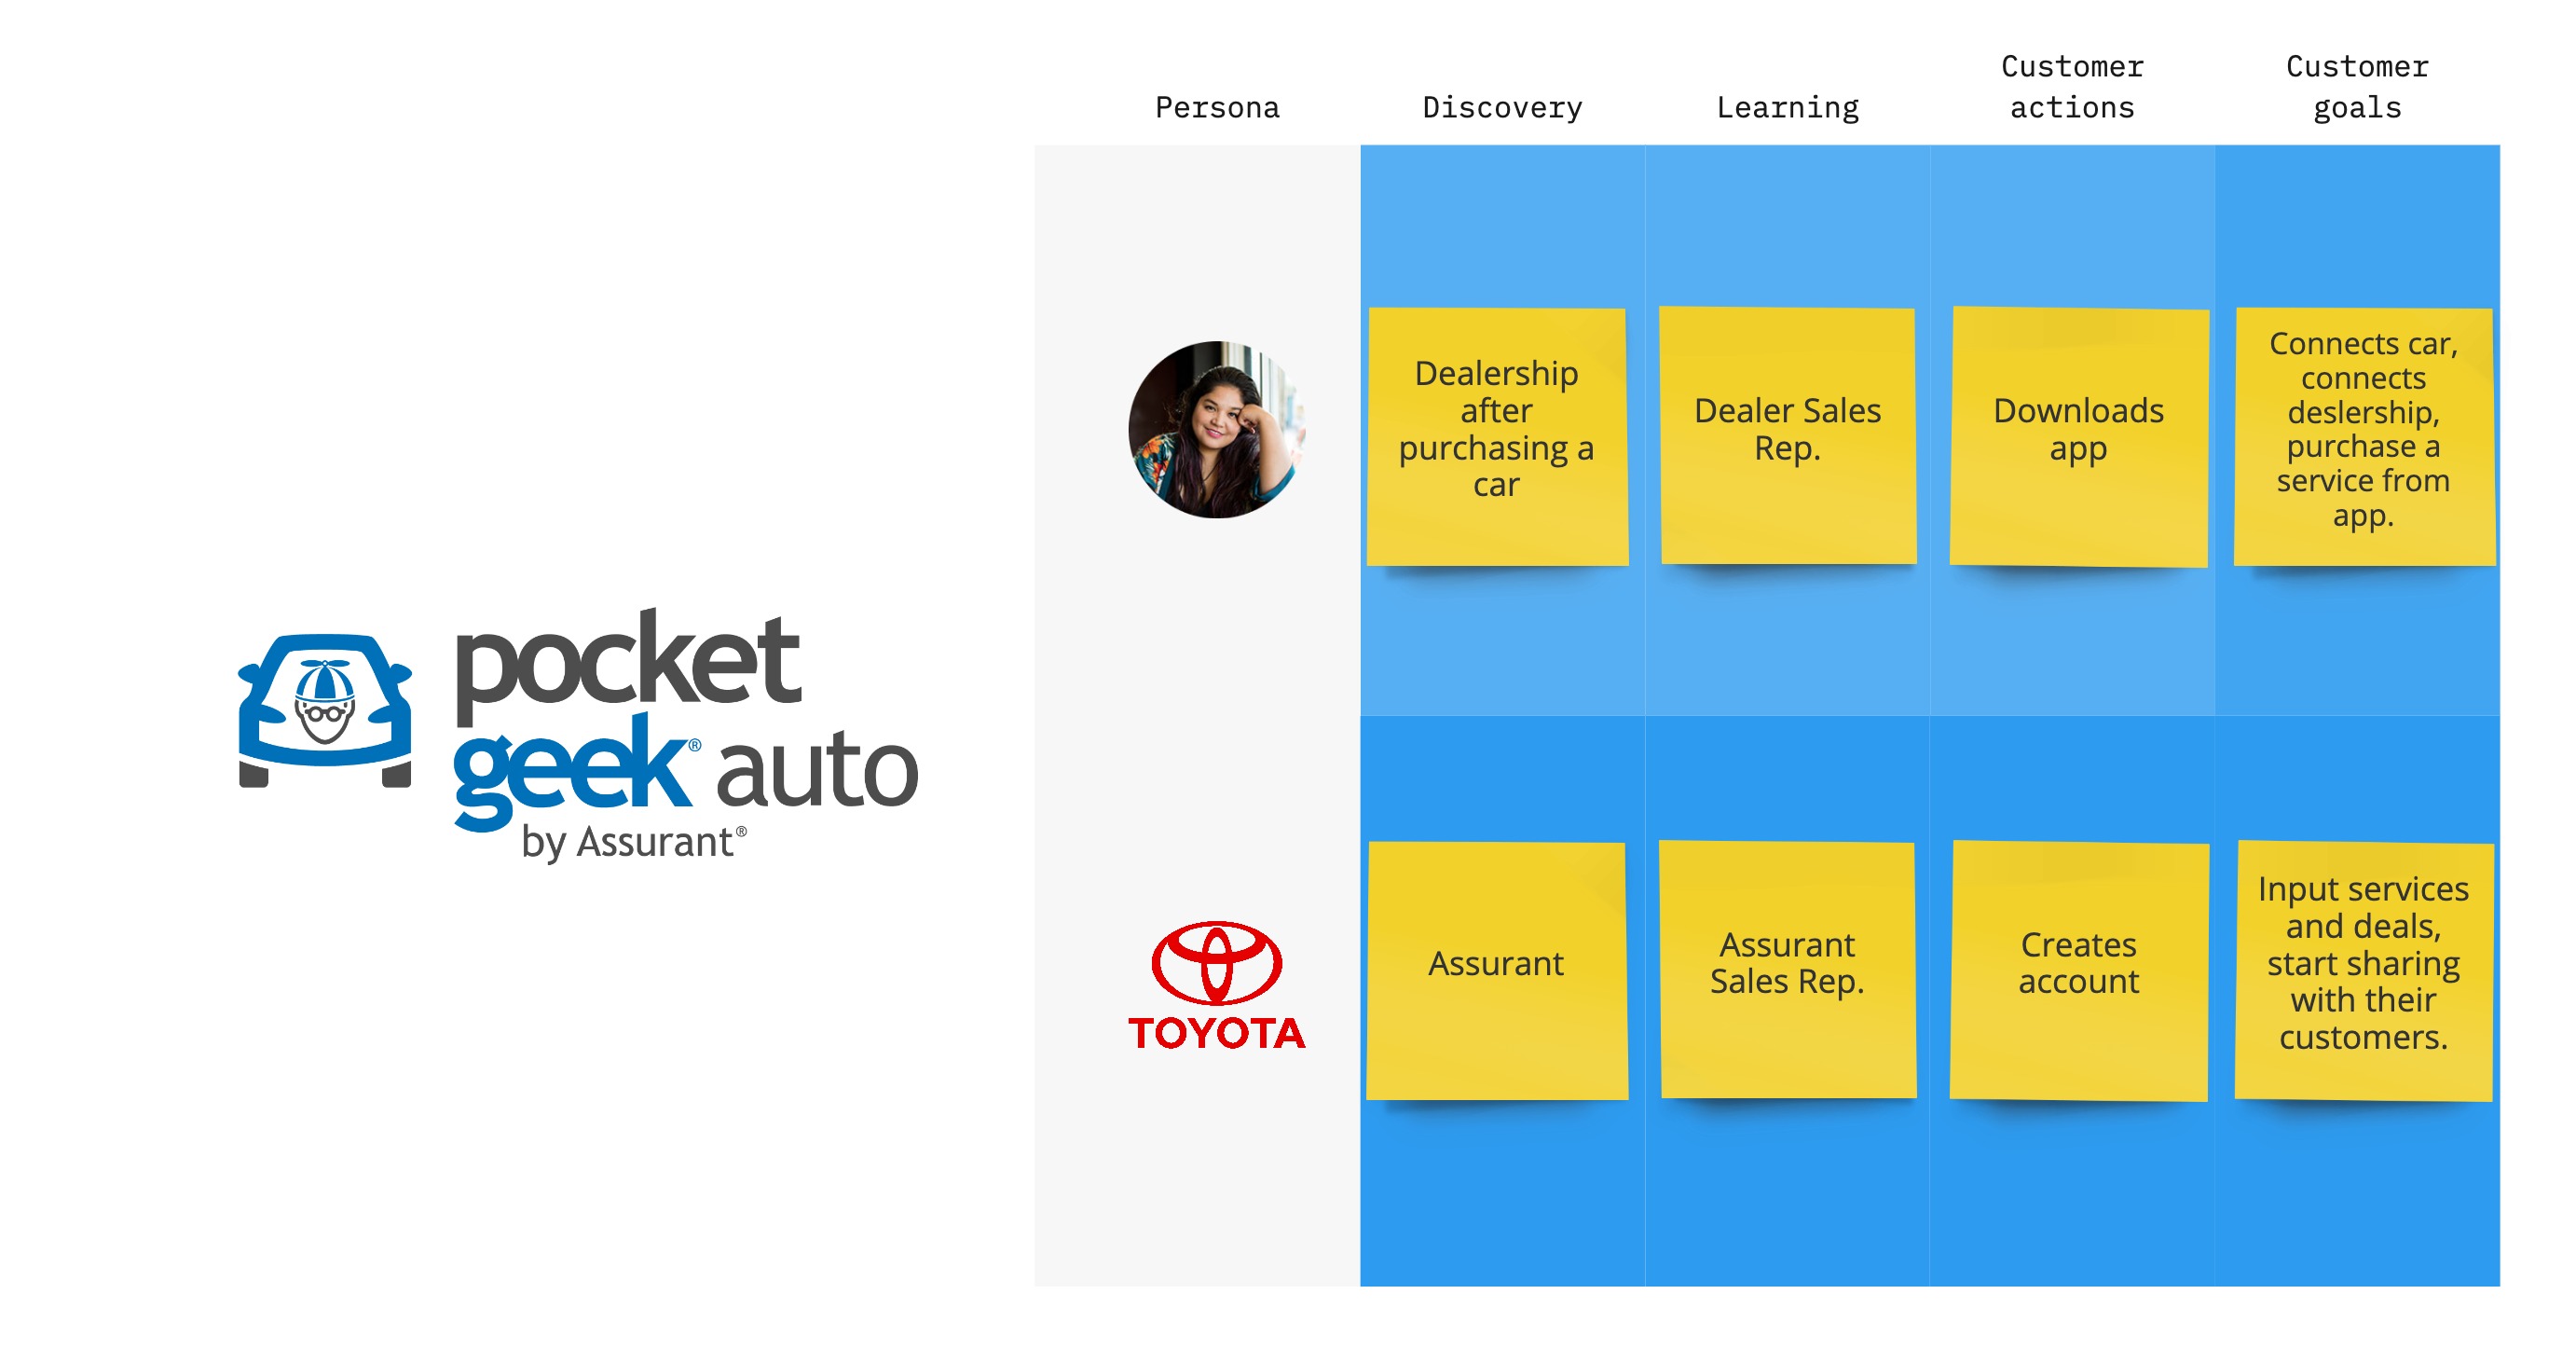 Persona
Discovery
Learning
Customer
actions
Customer
goals
Dealership
after
purchasing a
car
Dealer Sales
Rep.
Downloads
app
Connects car,
connects
deslership,
purchase a
service from
app.
pocket
geek® auto
by Assurant®
TOYOTA
Assurant
Assurant
Sales Rep.
Creates
account
Input services
and deals,
start sharing
with their
customers.